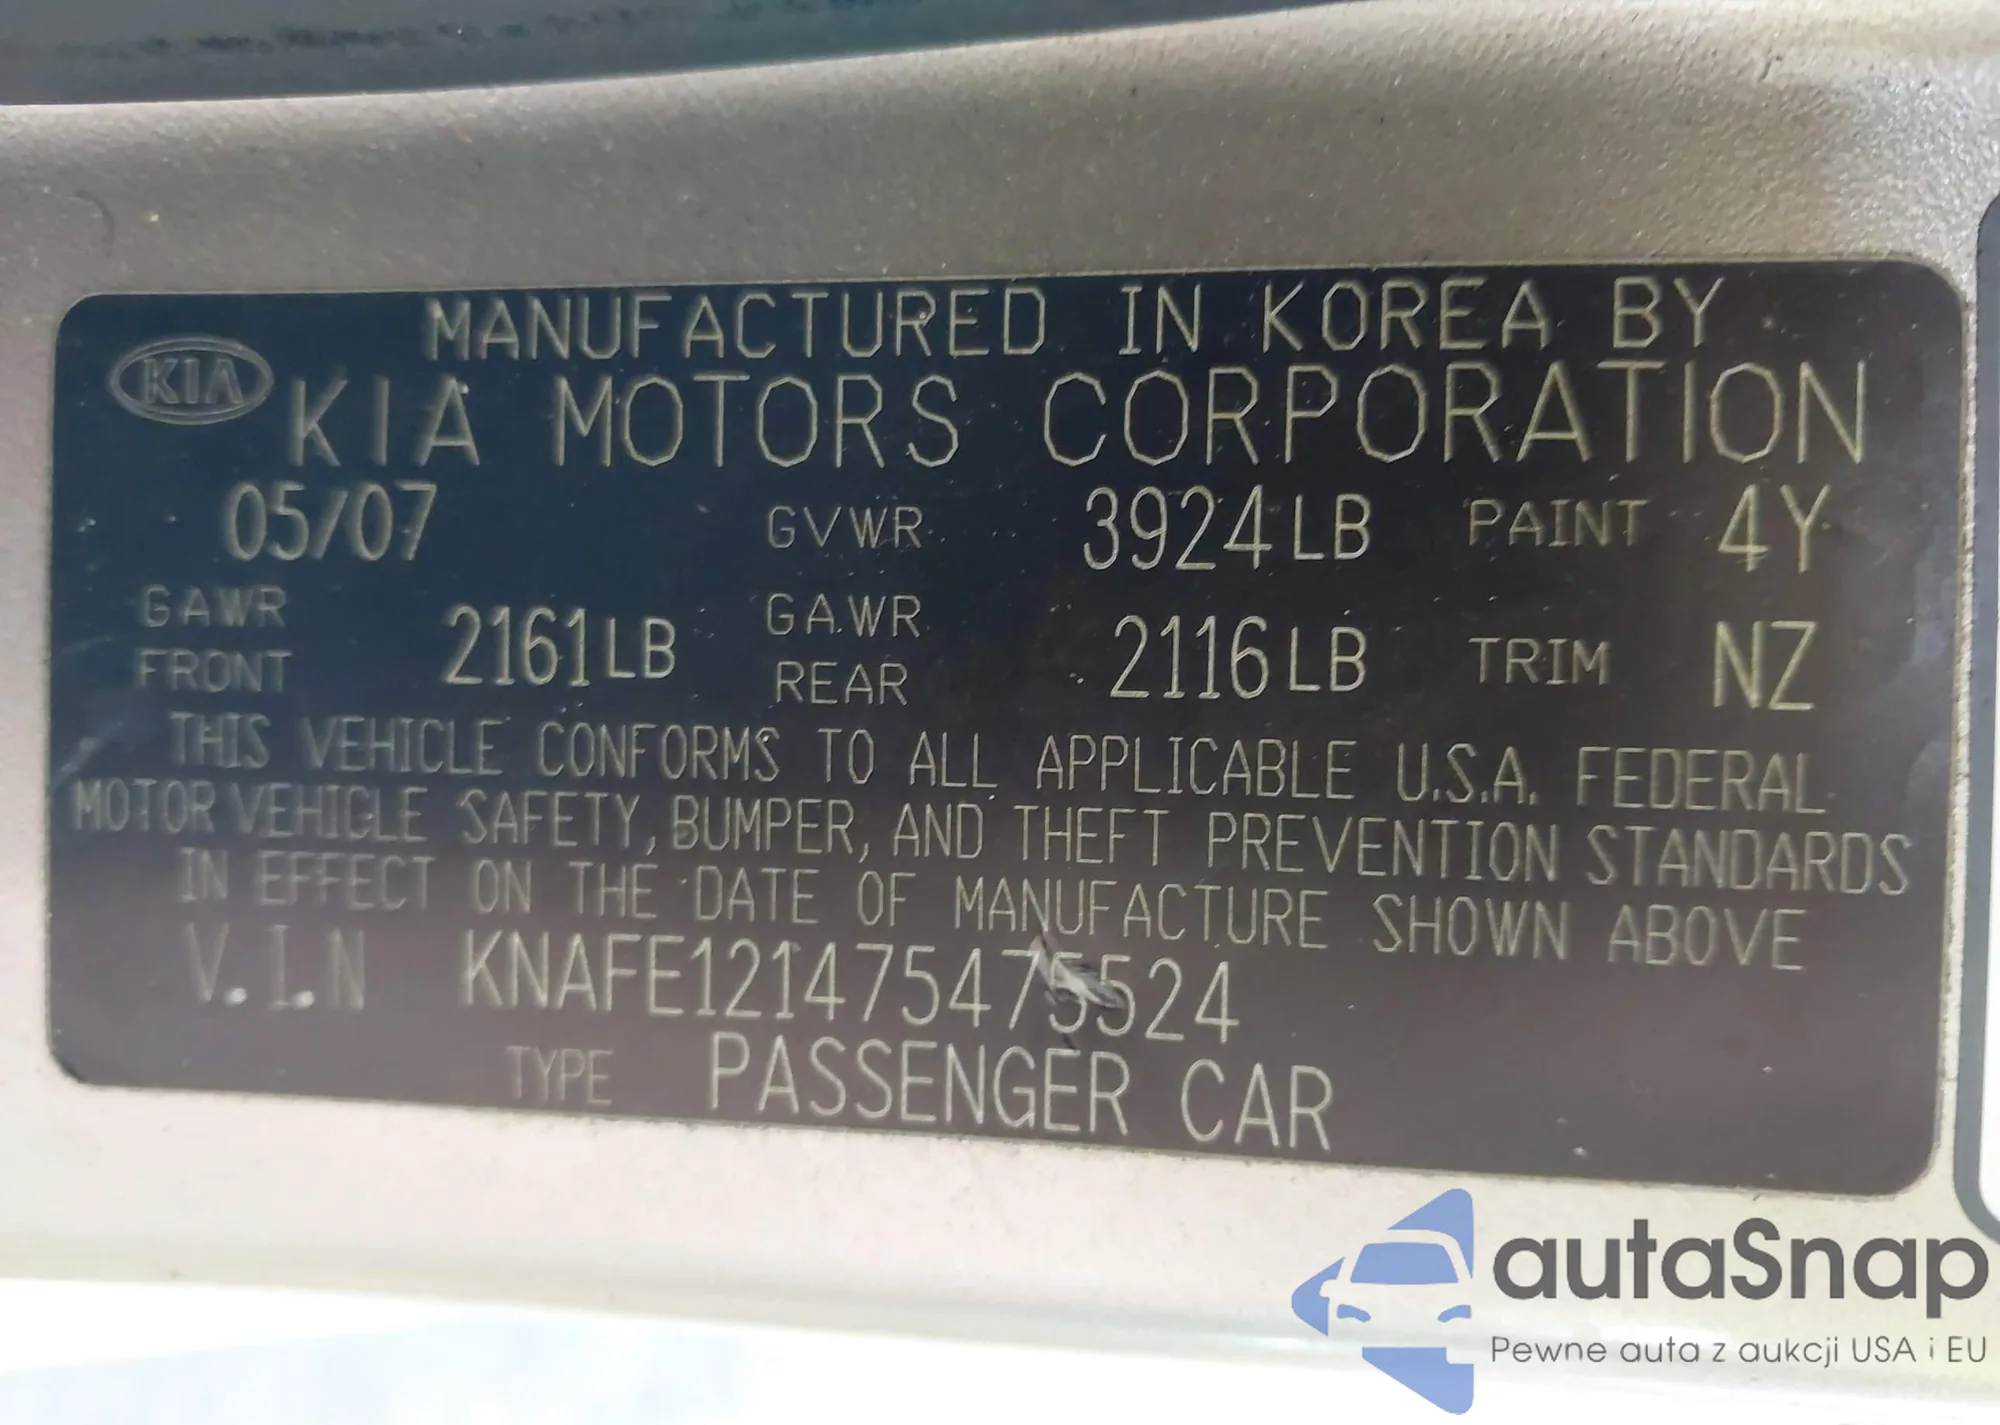 MANUFACTURED IN KOREA BY
KIA KIA MOTORS CORPORATION
05/07 GVWR 3924LB PAINT 4Y
GAWR FRONT 2161LB GAWR REAR 2116LB TRIM NZ
THIS VEHICLE CONFORMS TO ALL APPLICABLE U.S.A. FEDERAL
MOTOR VEHICLE SAFETY, BUMPER, AND THEFT PREVENTION STANDARDS
IN EFFECT ON THE DATE OF MANUFACTURE SHOWN ABOVE
V.I.N KNAFE121475475524
TYPE PASSENGER CAR
autaSnap
Pewne auta z aukcji USA i EU